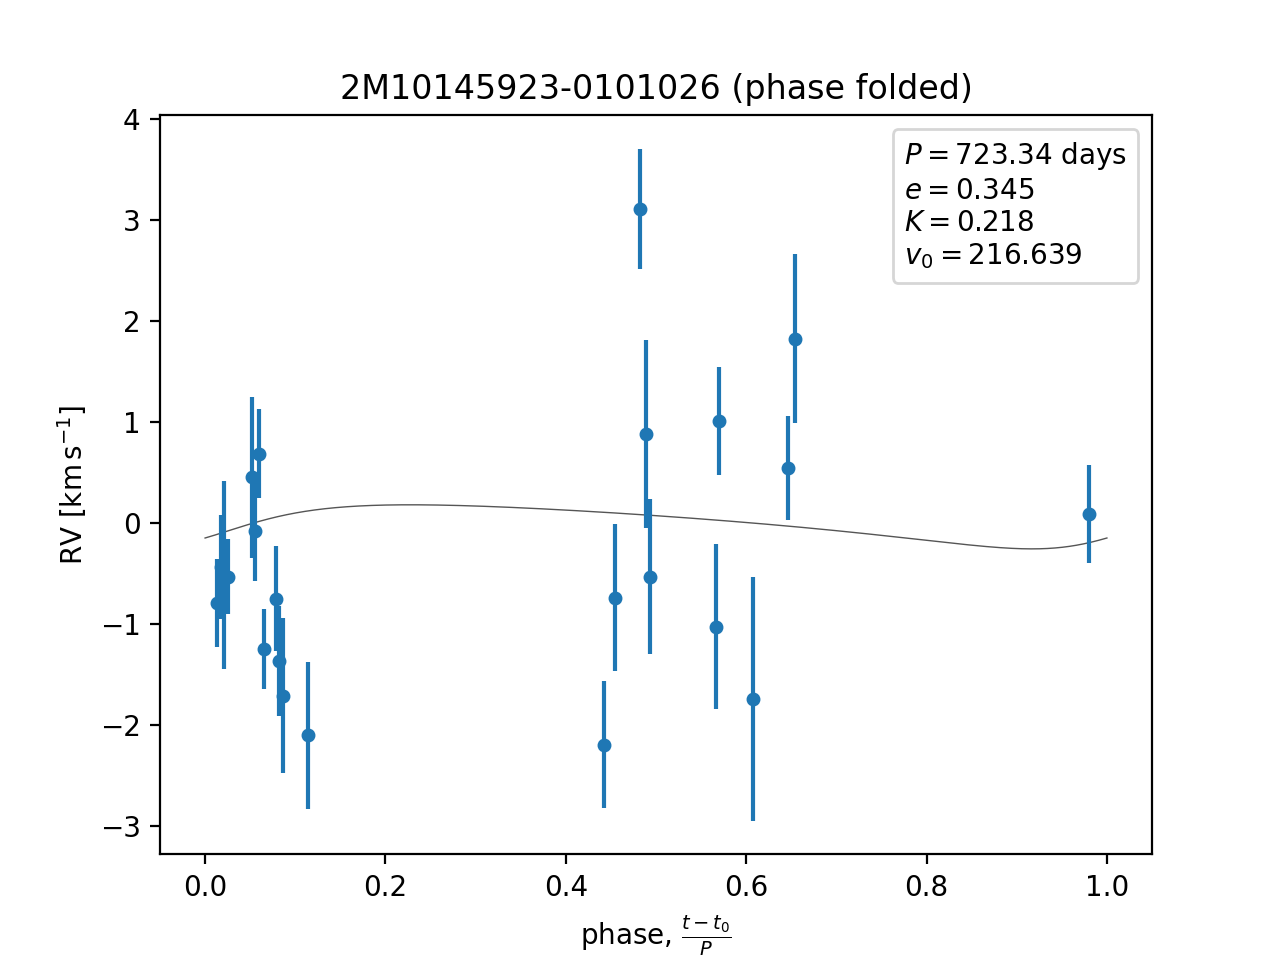 2M10145923-0101026 (phase folded)
P = 723.34 days
e = 0.345
K = 0.218
v₀ = 216.639
4
3
2
1
0
−1
−2
−3
RV [km s⁻¹]
0.0 0.2 0.4 0.6 0.8 1.0
phase, (t − t₀)/P